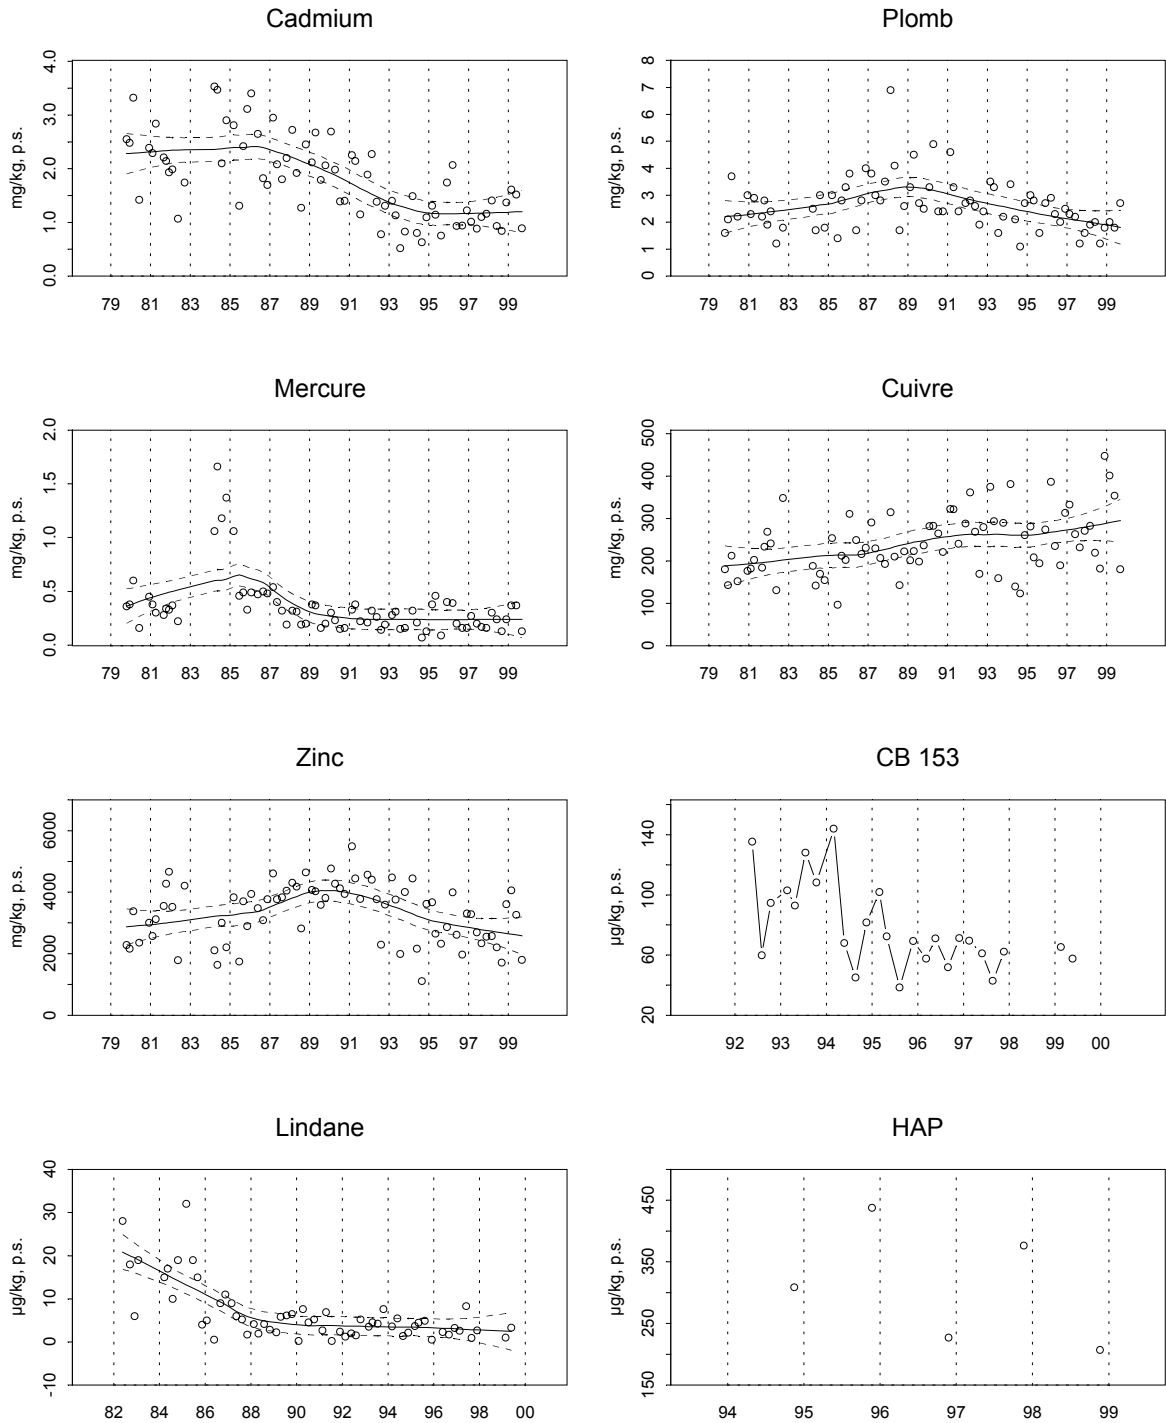 Cadmium
mg/kg, p.s.
0.0 1.0 2.0 3.0 4.0
79 81 83 85 87 89 91 93 95 97 99
Plomb
mg/kg, p.s.
0 1 2 3 4 5 6 7 8
79 81 83 85 87 89 91 93 95 97 99
Mercure
mg/kg, p.s.
0.0 0.5 1.0 1.5 2.0
79 81 83 85 87 89 91 93 95 97 99
Cuivre
mg/kg, p.s.
0 100 200 300 400 500
79 81 83 85 87 89 91 93 95 97 99
Zinc
mg/kg, p.s.
0 2000 4000 6000
79 81 83 85 87 89 91 93 95 97 99
CB 153
µg/kg, p.s.
20 60 100 140
92 93 94 95 96 97 98 99 00
Lindane
µg/kg, p.s.
-10 0 10 20 30 40
82 84 86 88 90 92 94 96 98 00
HAP
µg/kg, p.s.
150 250 350 450
94 95 96 97 98 99